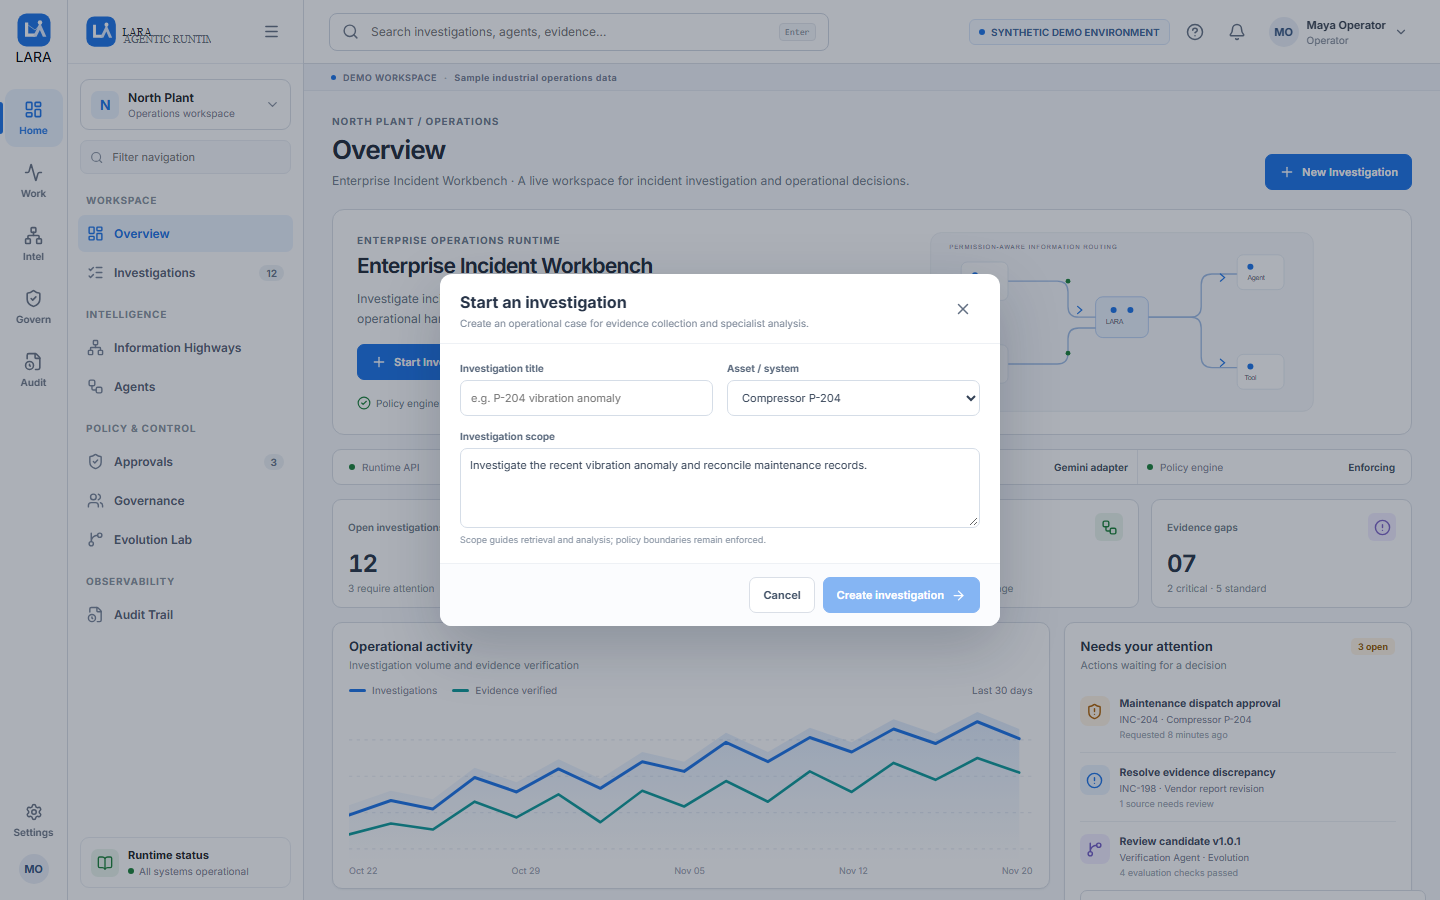 LARA
LARA
AGENTIC RUNTIM
Search investigations, agents, evidence...
Enter
SYNTHETIC DEMO ENVIRONMENT
MO
Maya Operator
Operator
Home
Work
Intel
Govern
Audit
Settings
MO
N
North Plant
Operations workspace
Filter navigation
WORKSPACE
Overview
Investigations
12
INTELLIGENCE
Information Highways
Agents
POLICY & CONTROL
Approvals
3
Governance
Evolution Lab
OBSERVABILITY
Audit Trail
Runtime status
All systems operational
DEMO WORKSPACE · Sample industrial operations data
NORTH PLANT / OPERATIONS
Overview
Enterprise Incident Workbench · A live workspace for incident investigation and operational decisions.
New Investigation
ENTERPRISE OPERATIONS RUNTIME
Enterprise Incident Workbench
Investigate inc
operational har
Start Inv
Policy engine
PERMISSION-AWARE INFORMATION ROUTING
LARA
Agent
Tool
Start an investigation
Create an operational case for evidence collection and specialist analysis.
Investigation title
e.g. P-204 vibration anomaly
Asset / system
Compressor P-204
Investigation scope
Investigate the recent vibration anomaly and reconcile maintenance records.
Scope guides retrieval and analysis; policy boundaries remain enforced.
Cancel
Create investigation
Runtime API
Gemini adapter
Policy engine
Enforcing
Open investigation
12
3 require attention
ge
Evidence gaps
07
2 critical · 5 standard
Operational activity
Investigation volume and evidence verification
Investigations
Evidence verified
Last 30 days
Oct 22
Oct 29
Nov 05
Nov 12
Nov 20
Needs your attention
3 open
Actions waiting for a decision
Maintenance dispatch approval
INC-204 · Compressor P-204
Requested 8 minutes ago
Resolve evidence discrepancy
INC-198 · Vendor report revision
1 source needs review
Review candidate v1.0.1
Verification Agent · Evolution
4 evaluation checks passed